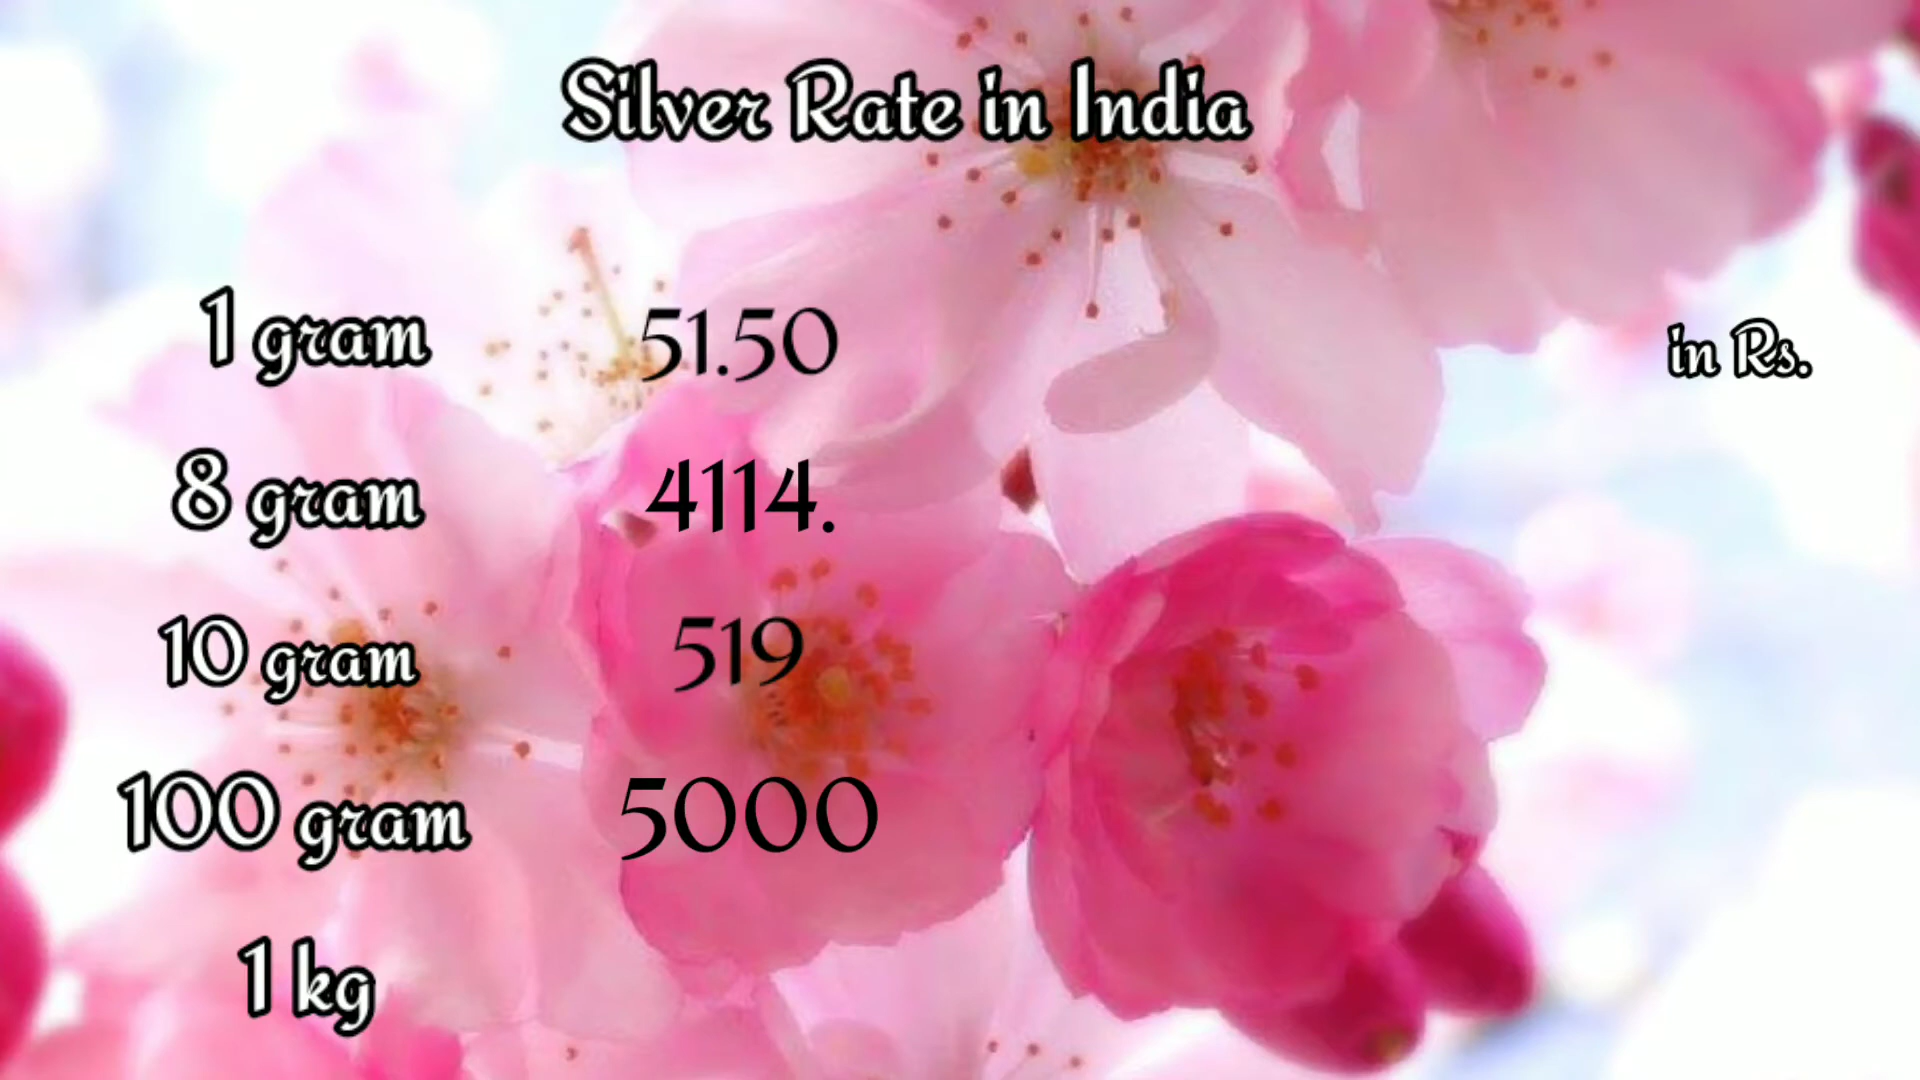 Silver Rate in India
1 gram 51.50 in Rs.
8 gram 4114.
10 gram 519
100 gram 5000
1 kg